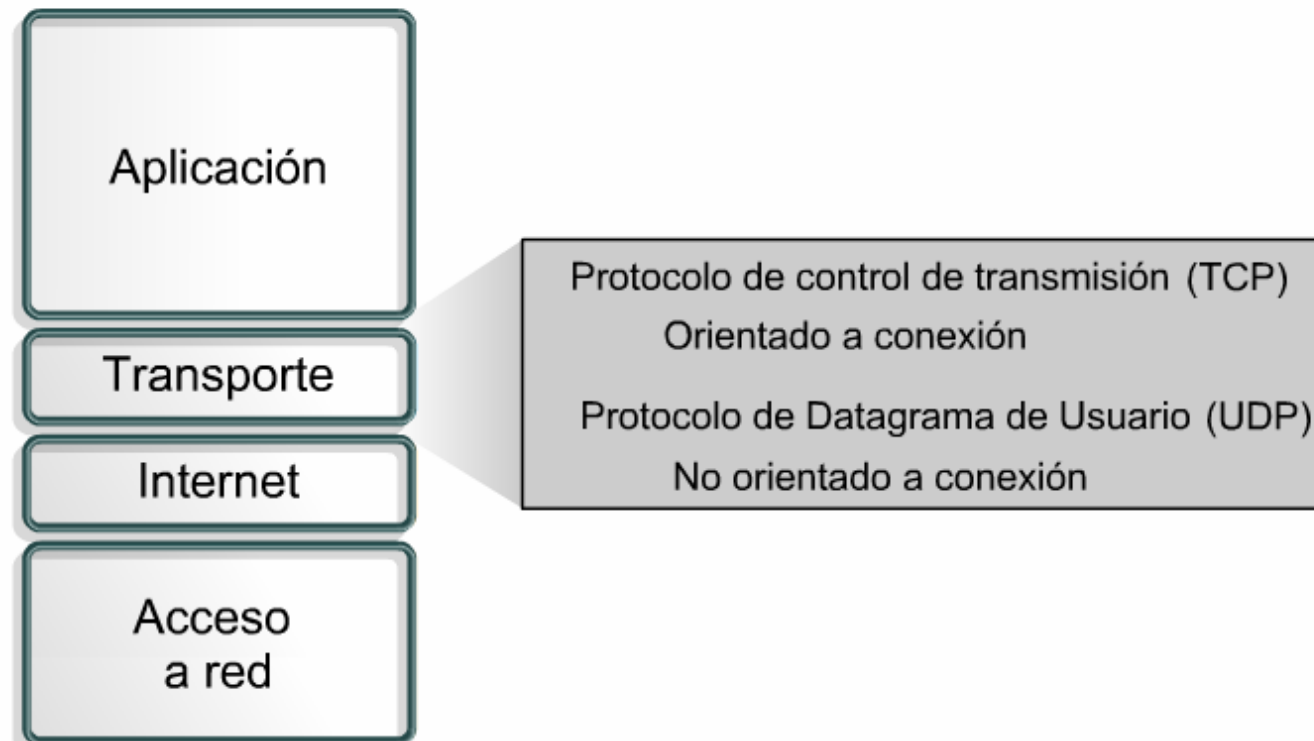 Aplicación
Transporte
Internet
Acceso
a red
Protocolo de control de transmisión (TCP)
Orientado a conexión
Protocolo de Datagrama de Usuario (UDP)
No orientado a conexión